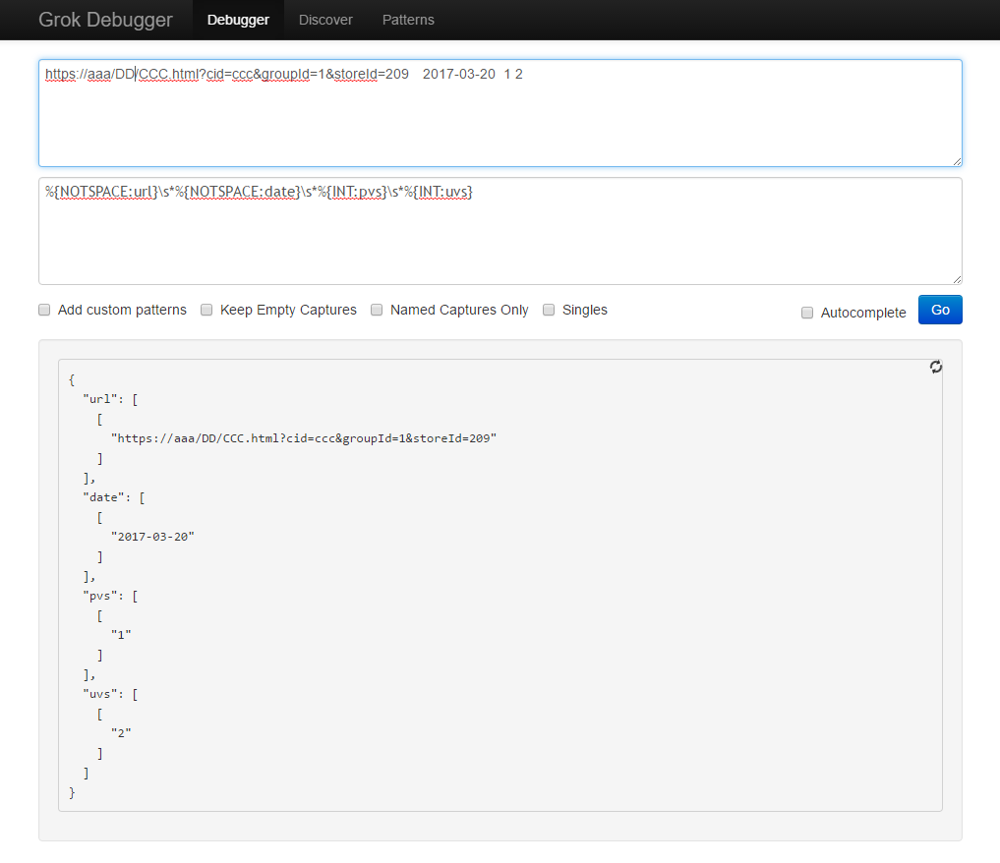 Grok Debugger Debugger Discover Patterns
https://aaa/DD/CCC.html?cid=ccc&groupId=1&storeId=209    2017-03-20  1 2
%{NOTSPACE:url}\s*%{NOTSPACE:date}\s*%{INT:pvs}\s*%{INT:uvs}
Add custom patterns Keep Empty Captures Named Captures Only Singles Autocomplete Go
{
  "url": [
    [
      "https://aaa/DD/CCC.html?cid=ccc&groupId=1&storeId=209"
    ]
  ],
  "date": [
    [
      "2017-03-20"
    ]
  ],
  "pvs": [
    [
      "1"
    ]
  ],
  "uvs": [
    [
      "2"
    ]
  ]
}